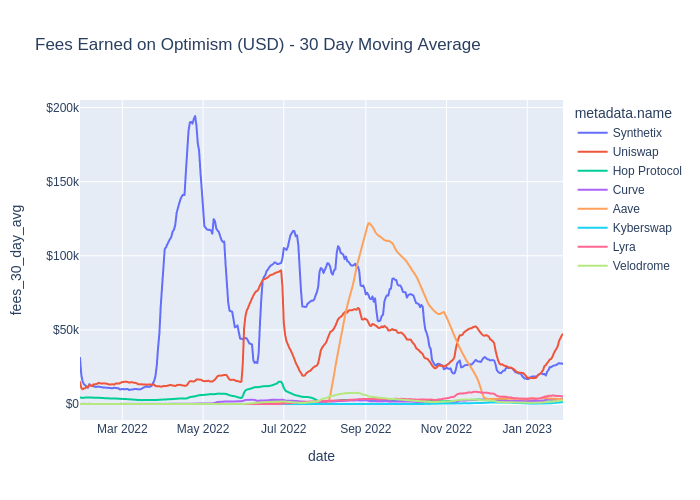 Fees Earned on Optimism (USD) - 30 Day Moving Average
metadata.name
Synthetix
Uniswap
Hop Protocol
Curve
Aave
Kyberswap
Lyra
Velodrome
fees_30_day_avg
$200k
$150k
$100k
$50k
$0
Mar 2022 May 2022 Jul 2022 Sep 2022 Nov 2022 Jan 2023
date